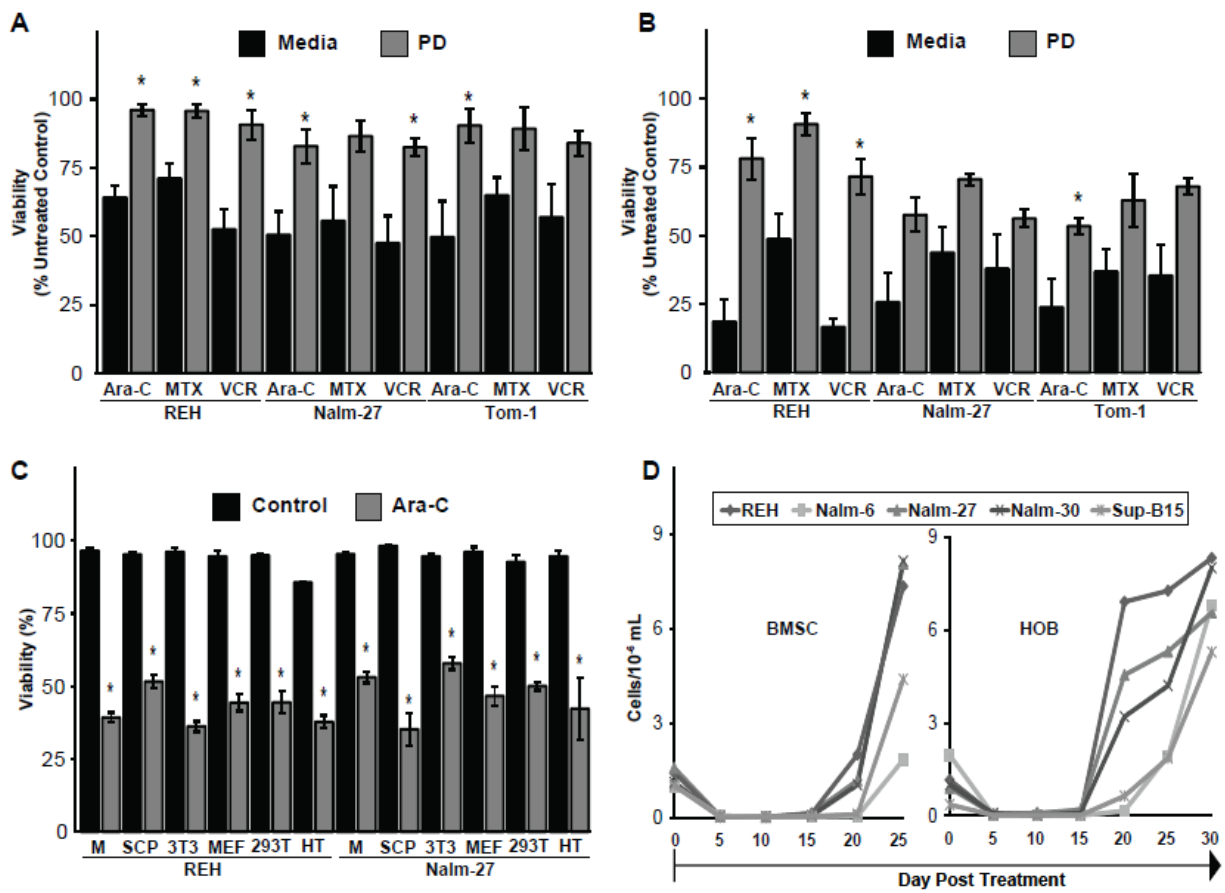 A
Media PD
* * * * * *
Viability
(% Untreated Control)
100
75
50
25
0
Ara-C MTX VCR Ara-C MTX VCR Ara-C MTX VCR
REH Nalm-27 Tom-1
B
Media PD
* * * *
Viability
(% Untreated Control)
100
75
50
25
0
Ara-C MTX VCR Ara-C MTX VCR Ara-C MTX VCR
REH Nalm-27 Tom-1
C
Control Ara-C
* * * * * * * * * * * *
Viability (%)
100
75
50
25
0
M SCP 3T3 MEF 293T HT M SCP 3T3 MEF 293T HT
REH Nalm-27
D
REH Nalm-6 Nalm-27 Nalm-30 Sup-B15
Cells/10⁻⁶ mL
9
6
3
0
BMSC
0 5 10 15 20 25
9
6
3
0
HOB
0 5 10 15 20 25 30
Day Post Treatment